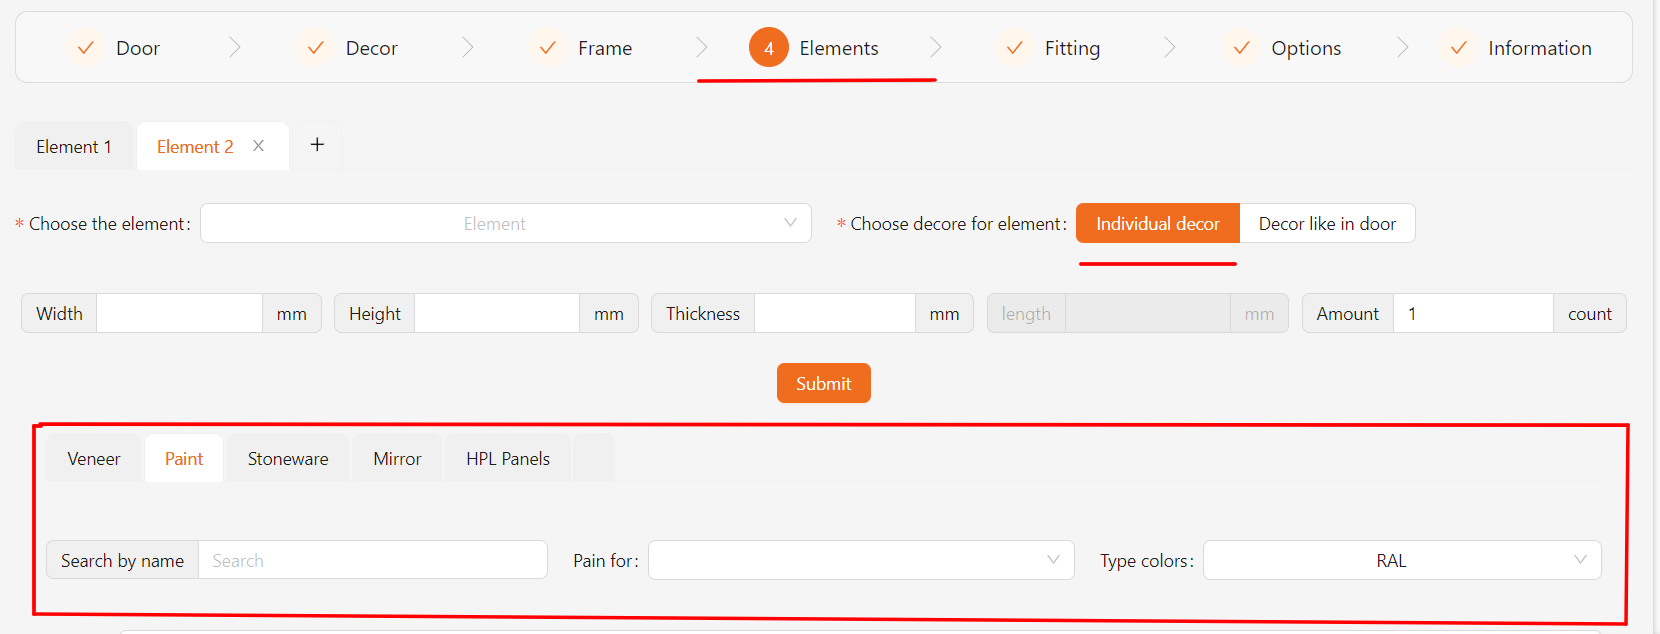 Door Decor Frame 4 Elements Fitting Options Information
Element 1 Element 2 +
* Choose the element: Element * Choose decore for element: Individual decor Decor like in door
Width mm Height mm Thickness mm length mm Amount 1 count
Submit
Veneer Paint Stoneware Mirror HPL Panels
Search by name Search Pain for: Type colors: RAL